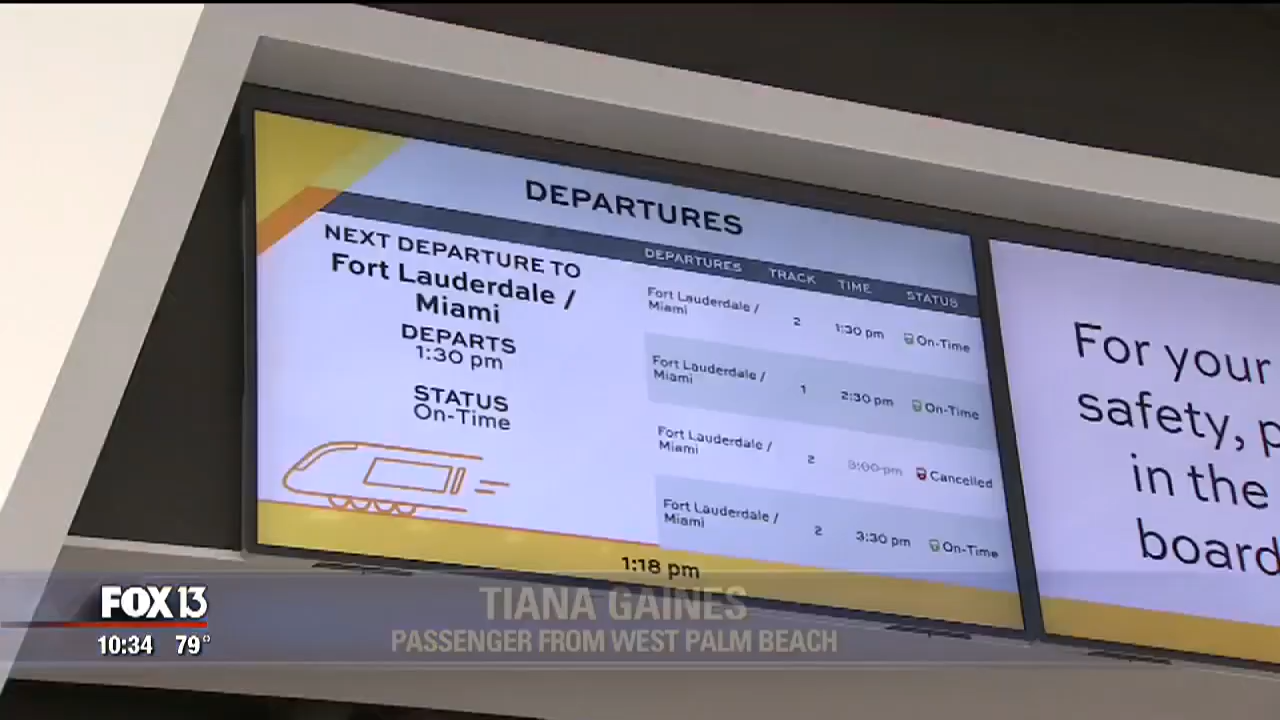 DEPARTURES
NEXT DEPARTURE TO
Fort Lauderdale /
Miami
DEPARTS
1:30 pm
STATUS
On-Time
DEPARTURES TRACK TIME STATUS
Fort Lauderdale /
Miami 2 1:30 pm On-Time
Fort Lauderdale /
Miami 1 2:30 pm On-Time
Fort Lauderdale /
Miami 2 3:00 pm Cancelled
Fort Lauderdale /
Miami 2 3:30 pm On-Time
1:18 pm
For your
safety, p
in the
board
FOX 13
10:34 79°
TIANA GAINES
PASSENGER FROM WEST PALM BEACH